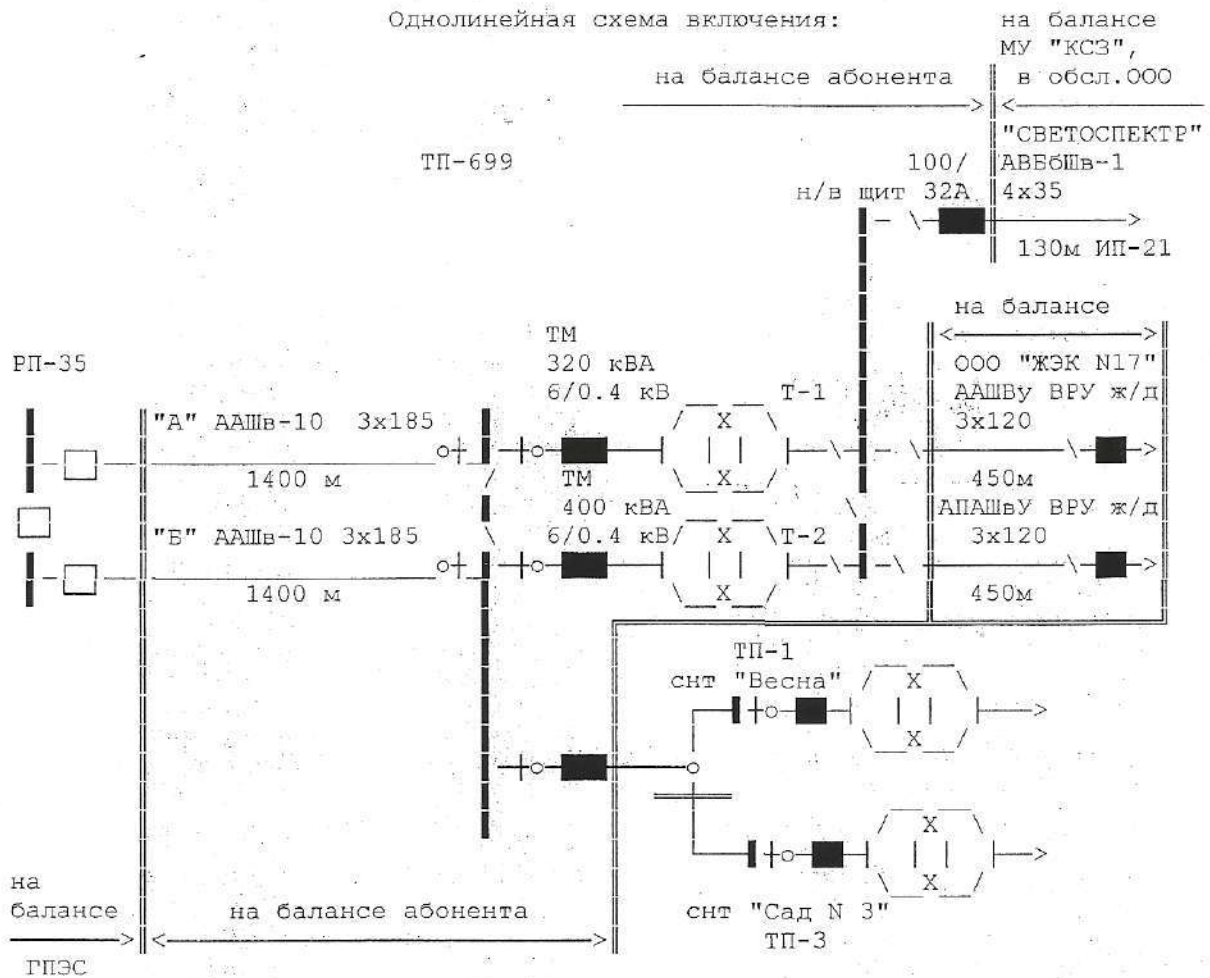 Однолинейная схема включения:
на балансе
МУ "КСЗ",
на балансе абонента
в обсл.ООО
"СВЕТОСПЕКТР"
ТП-699
100/
АВБбШв-1
н/в щит 32А
4х35
130м ИП-21
на балансе
ТМ
РП-35
320 кВА
ООО "ЖЭК N17"
6/0.4 кВ
Т-1
ААШВу ВРУ ж/д
"А" ААШв-10 3х185
Х
3х120
1400 м
ТМ
Х
450м
400 кВА
АПАШвУ ВРУ ж/д
"Б" ААШв-10 3х185
6/0.4 кВ
Х
Т-2
3х120
1400 м
Х
450м
ТП-1
снт "Весна"
Х
Х
Х
Х
на
балансе
на балансе абонента
снт "Сад N 3"
ТП-3
ГПЭС